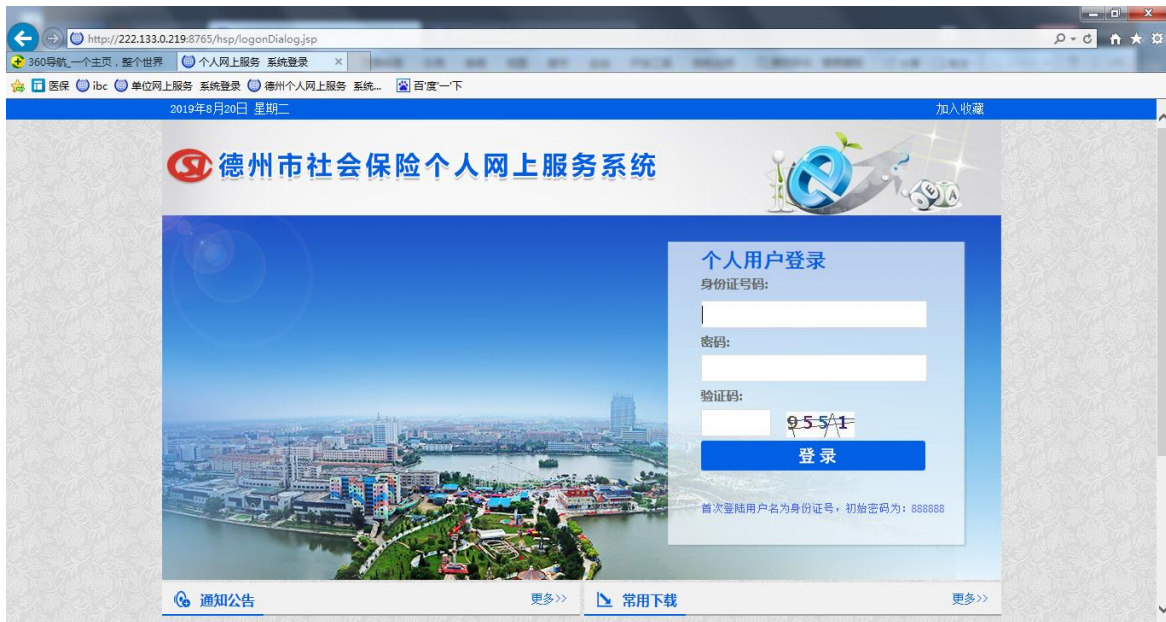 http://222.133.0.219:8765/hsp/logonDialog.jsp
360导航_一个主页，整个世界
个人网上服务 系统登录
医保
ibc
单位网上服务 系统登录
德州个人网上服务 系统...
百度一下
2019年8月20日 星期二
加入收藏
德州市社会保险个人网上服务系统
个人用户登录
身份证号码:
密码:
验证码:
9551
登录
首次登陆用户名为身份证号，初始密码为：888888
通知公告
更多>>
常用下载
更多>>